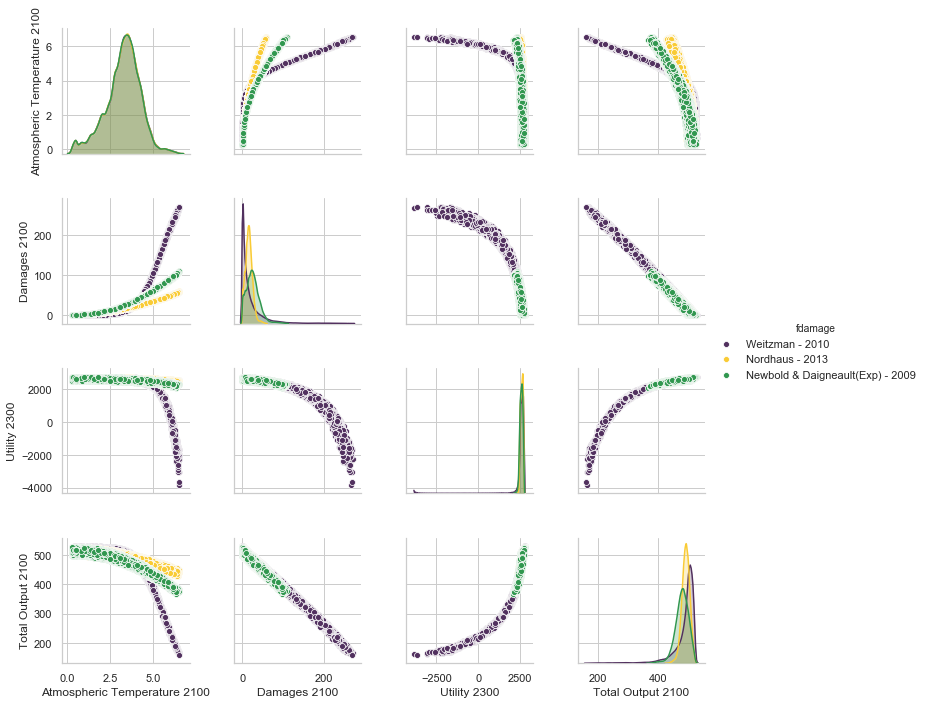 Atmospheric Temperature 2100
6
4
2
0
Damages 2100
200
100
0
fdamage
Weitzman - 2010
Nordhaus - 2013
Newbold & Daigneault(Exp) - 2009
Utility 2300
2000
0
−2000
−4000
Total Output 2100
500
400
300
200
0.0 2.5 5.0
Atmospheric Temperature 2100
0 200
Damages 2100
−2500 0 2500
Utility 2300
200 400
Total Output 2100